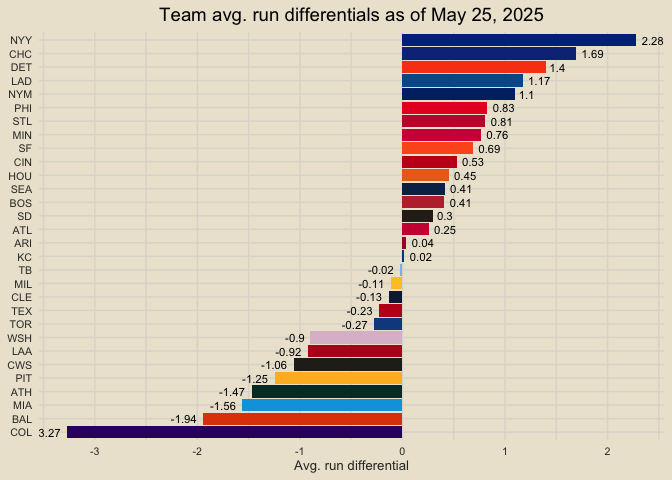 Team avg. run differentials as of May 25, 2025
NYY 2.28
CHC 1.69
DET 1.4
LAD 1.17
NYM 1.1
PHI 0.83
STL 0.81
MIN 0.76
SF 0.69
CIN 0.53
HOU 0.45
SEA 0.41
BOS 0.41
SD 0.3
ATL 0.25
ARI 0.04
KC 0.02
TB -0.02
MIL -0.11
CLE -0.13
TEX -0.23
TOR -0.27
WSH -0.9
LAA -0.92
CWS -1.06
PIT -1.25
ATH -1.47
MIA -1.56
BAL -1.94
COL 3.27
-3 -2 -1 0 1 2
Avg. run differential